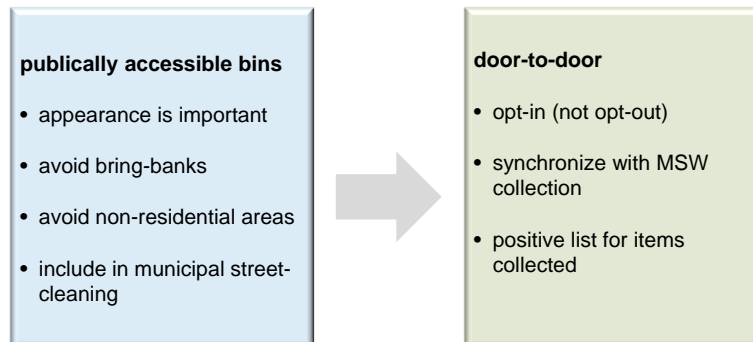 publically accessible bins
• appearance is important
• avoid bring-banks
• avoid non-residential areas
• include in municipal street-
cleaning
door-to-door
• opt-in (not opt-out)
• synchronize with MSW
collection
• positive list for items
collected